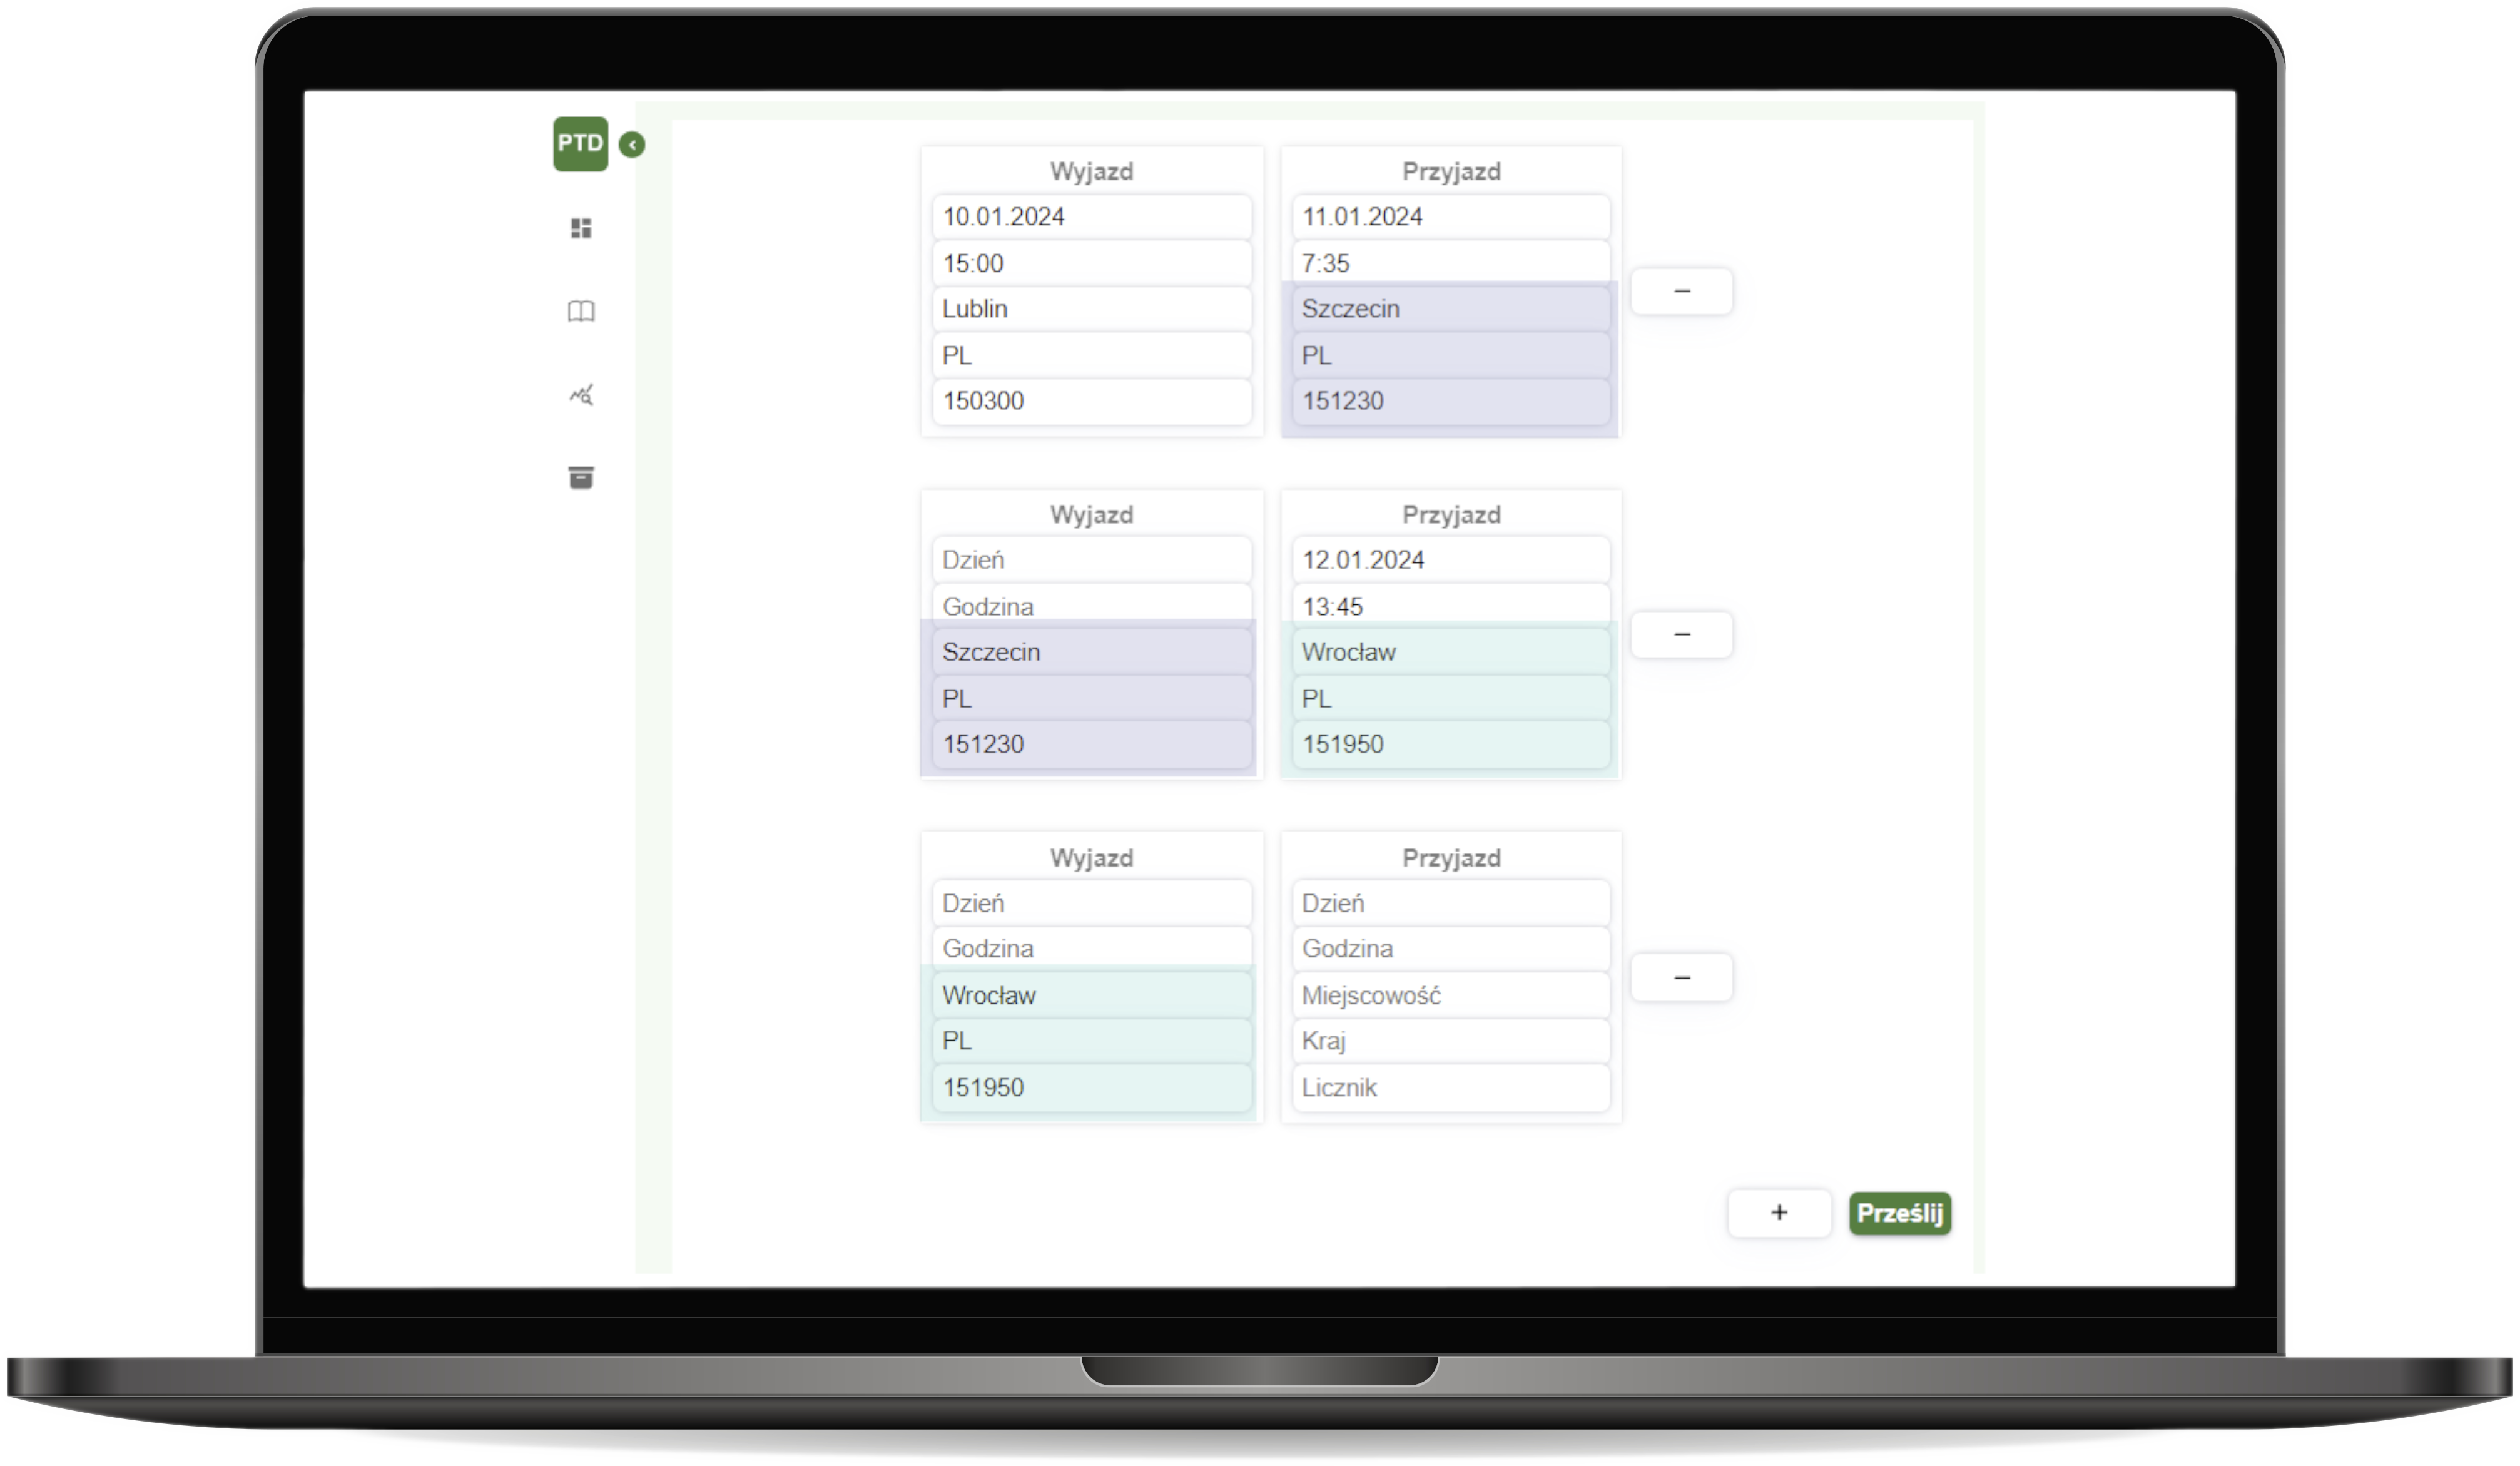 PTD
Wyjazd
10.01.2024
15:00
Lublin
PL
150300
Przyjazd
11.01.2024
7:35
Szczecin
PL
151230
−
Wyjazd
Dzień
Godzina
Szczecin
PL
151230
Przyjazd
12.01.2024
13:45
Wrocław
PL
151950
−
Wyjazd
Dzień
Godzina
Wrocław
PL
151950
Przyjazd
Dzień
Godzina
Miejscowość
Kraj
Licznik
−
+
Prześlij